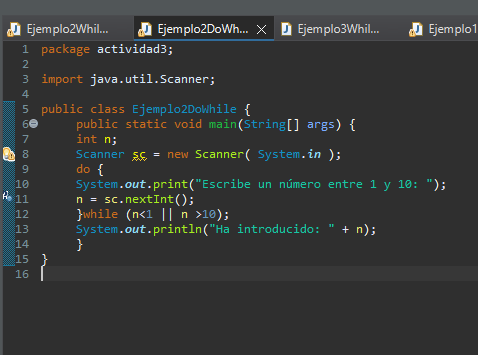 Ejemplo2Whil... Ejemplo2DoWh... Ejemplo3Whil... Ejemplo1
1 package actividad3;
2
3 import java.util.Scanner;
4
5 public class Ejemplo2DoWhile {
6 public static void main(String[] args) {
7 int n;
8 Scanner sc = new Scanner( System.in );
9 do {
10 System.out.print("Escribe un número entre 1 y 10: ");
11 n = sc.nextInt();
12 }while (n<1 || n >10);
13 System.out.println("Ha introducido: " + n);
14 }
15 }
16